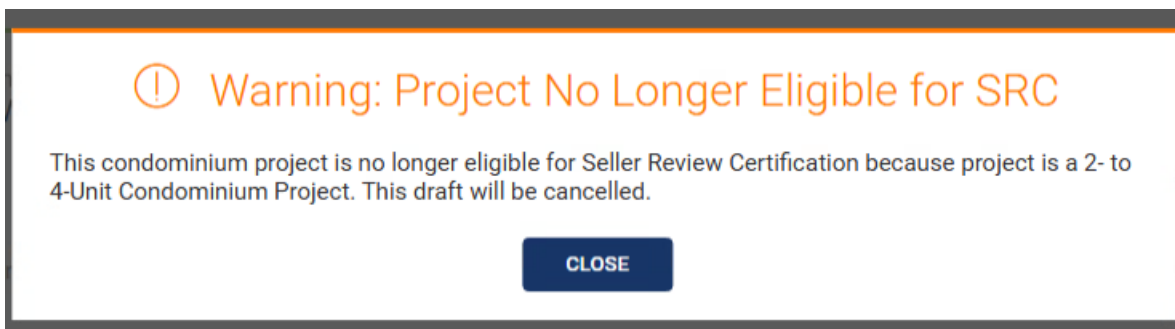 Warning: Project No Longer Eligible for SRC
This condominium project is no longer eligible for Seller Review Certification because project is a 2- to
4-Unit Condominium Project. This draft will be cancelled.
CLOSE